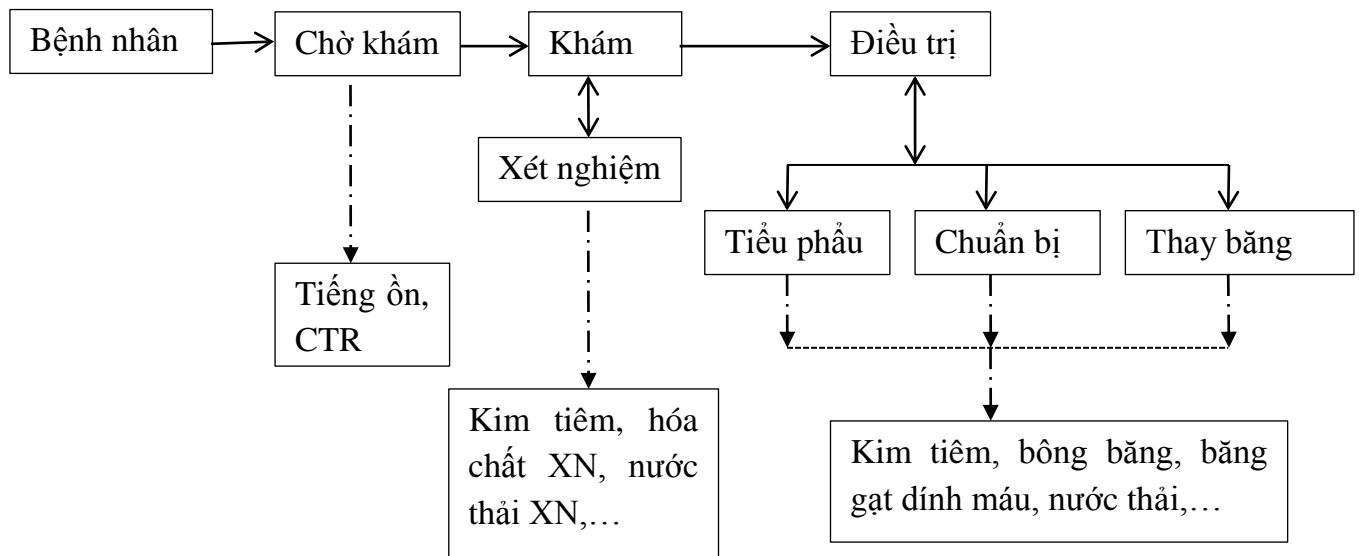 Bệnh nhân
Chờ khám
Khám
Điều trị
Xét nghiệm
Tiểu phẩu
Chuẩn bị
Thay băng
Tiếng ồn,
CTR
Kim tiêm, hóa
chất XN, nước
thải XN,…
Kim tiêm, bông băng, băng
gạt dính máu, nước thải,…